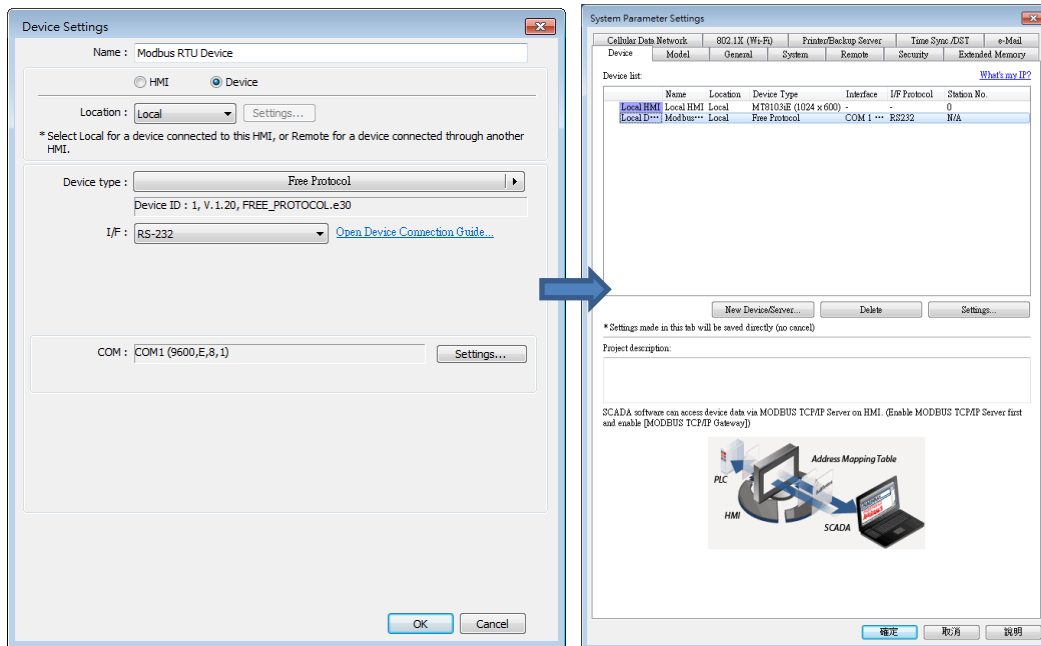 Device Settings
Name : Modbus RTU Device
HMI Device
Location : Local Settings...
* Select Local for a device connected to this HMI, or Remote for a device connected through another
HMI.
Device type : Free Protocol
Device ID : 1, V.1.20, FREE_PROTOCOL.e30
I/F : RS-232 Open Device Connection Guide...
COM : COM1 (9600,E,8,1) Settings...
OK Cancel
System Parameter Settings
Cellular Data Network 802.1X (Wi-Fi) Printer/Backup Server Time Sync./DST e-Mail
Device Model General System Remote Security Extended Memory
Device list: What's my IP?
Name Location Device Type Interface I/F Protocol Station No.
Local HMI Local HMI Local MT8103iE (1024 x 600) - - 0
Local D... Modbus... Local Free Protocol COM 1 ... RS232 N/A
New Device/Server... Delete Settings...
* Settings made in this tab will be saved directly (no cancel)
Project description:
SCADA software can access device data via MODBUS TCP/IP Server on HMI. (Enable MODBUS TCP/IP Server first
and enable [MODBUS TCP/IP Gateway])
Address Mapping Table
PLC
HMI
SCADA
確定 取消 說明